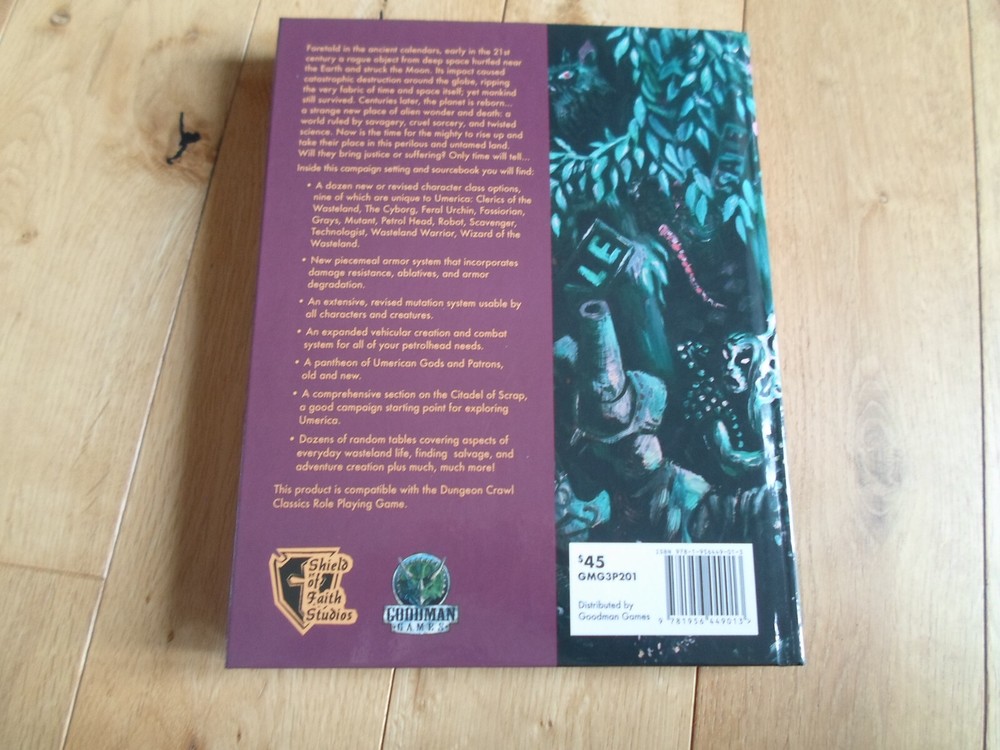 Foretold in the ancient calendars, early in the 21st
century a rogue object from deep space hurtled near
the Earth and struck the Moon. Its impact caused
catastrophic destruction around the globe, ripping
the very fabric of time and space itself; yet mankind
still survived. Centuries later, the planet is reborn...
a strange new place of alien wonder and death: a
world ruled by savagery, cruel sorcery, and twisted
science. Now is the time for the mighty to rise up and
take their place in this perilous and untamed land.
Will they bring justice or suffering? Only time will tell...
Inside this campaign setting and sourcebook you will find:
• A dozen new or revised character class options,
nine of which are unique to Umerica: Clerics of the
Wasteland, The Cyborg, Feral Urchin, Fossiorian,
Grays, Mutant, Petrol Head, Robot, Scavenger,
Technologist, Wasteland Warrior, Wizard of the
Wasteland.
• New piecemeal armor system that incorporates
damage resistance, ablatives, and armor
degradation.
• An extensive, revised mutation system usable by
all characters and creatures.
• An expanded vehicular creation and combat
system for all of your petrolhead needs.
• A pantheon of Umerican Gods and Patrons,
old and new.
• A comprehensive section on the Citadel of Scrap,
a good campaign starting point for exploring
Umerica.
• Dozens of random tables covering aspects of
everyday wasteland life, finding salvage, and
adventure creation plus much, much more!
This product is compatible with the Dungeon Crawl
Classics Role Playing Game.
Shield
of
Faith
Studios
GOODMAN
GAMES
LE
$45
GMG3P201
Distributed by
Goodman Games
ISBN 978-1-956449-01-3
9 781956 449013 >